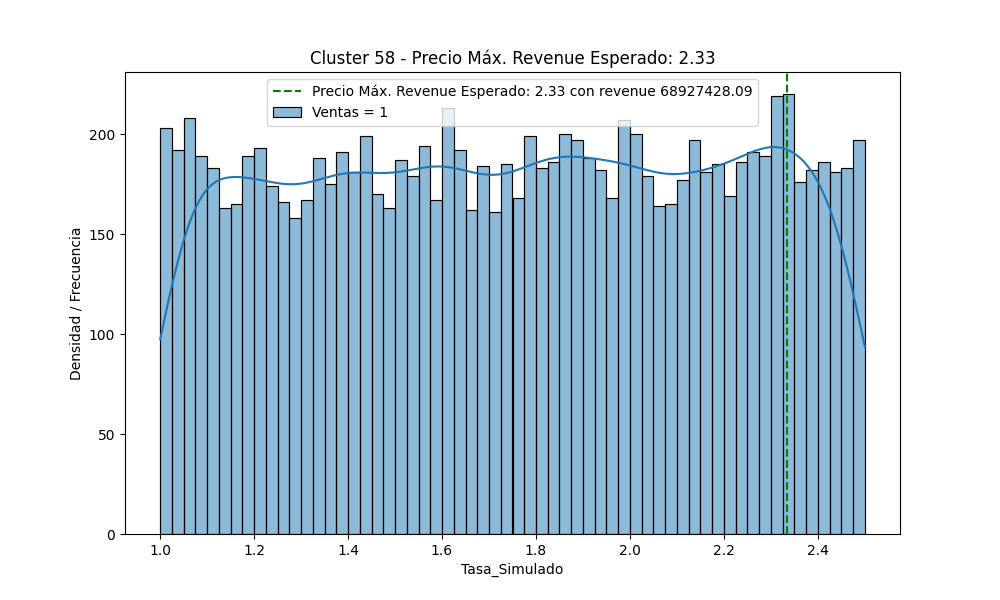 Cluster 58 - Precio Máx. Revenue Esperado: 2.33
Precio Máx. Revenue Esperado: 2.33 con revenue 68927428.09
Ventas = 1
Densidad / Frecuencia
200
150
100
50
0
1.0 1.2 1.4 1.6 1.8 2.0 2.2 2.4
Tasa_Simulado